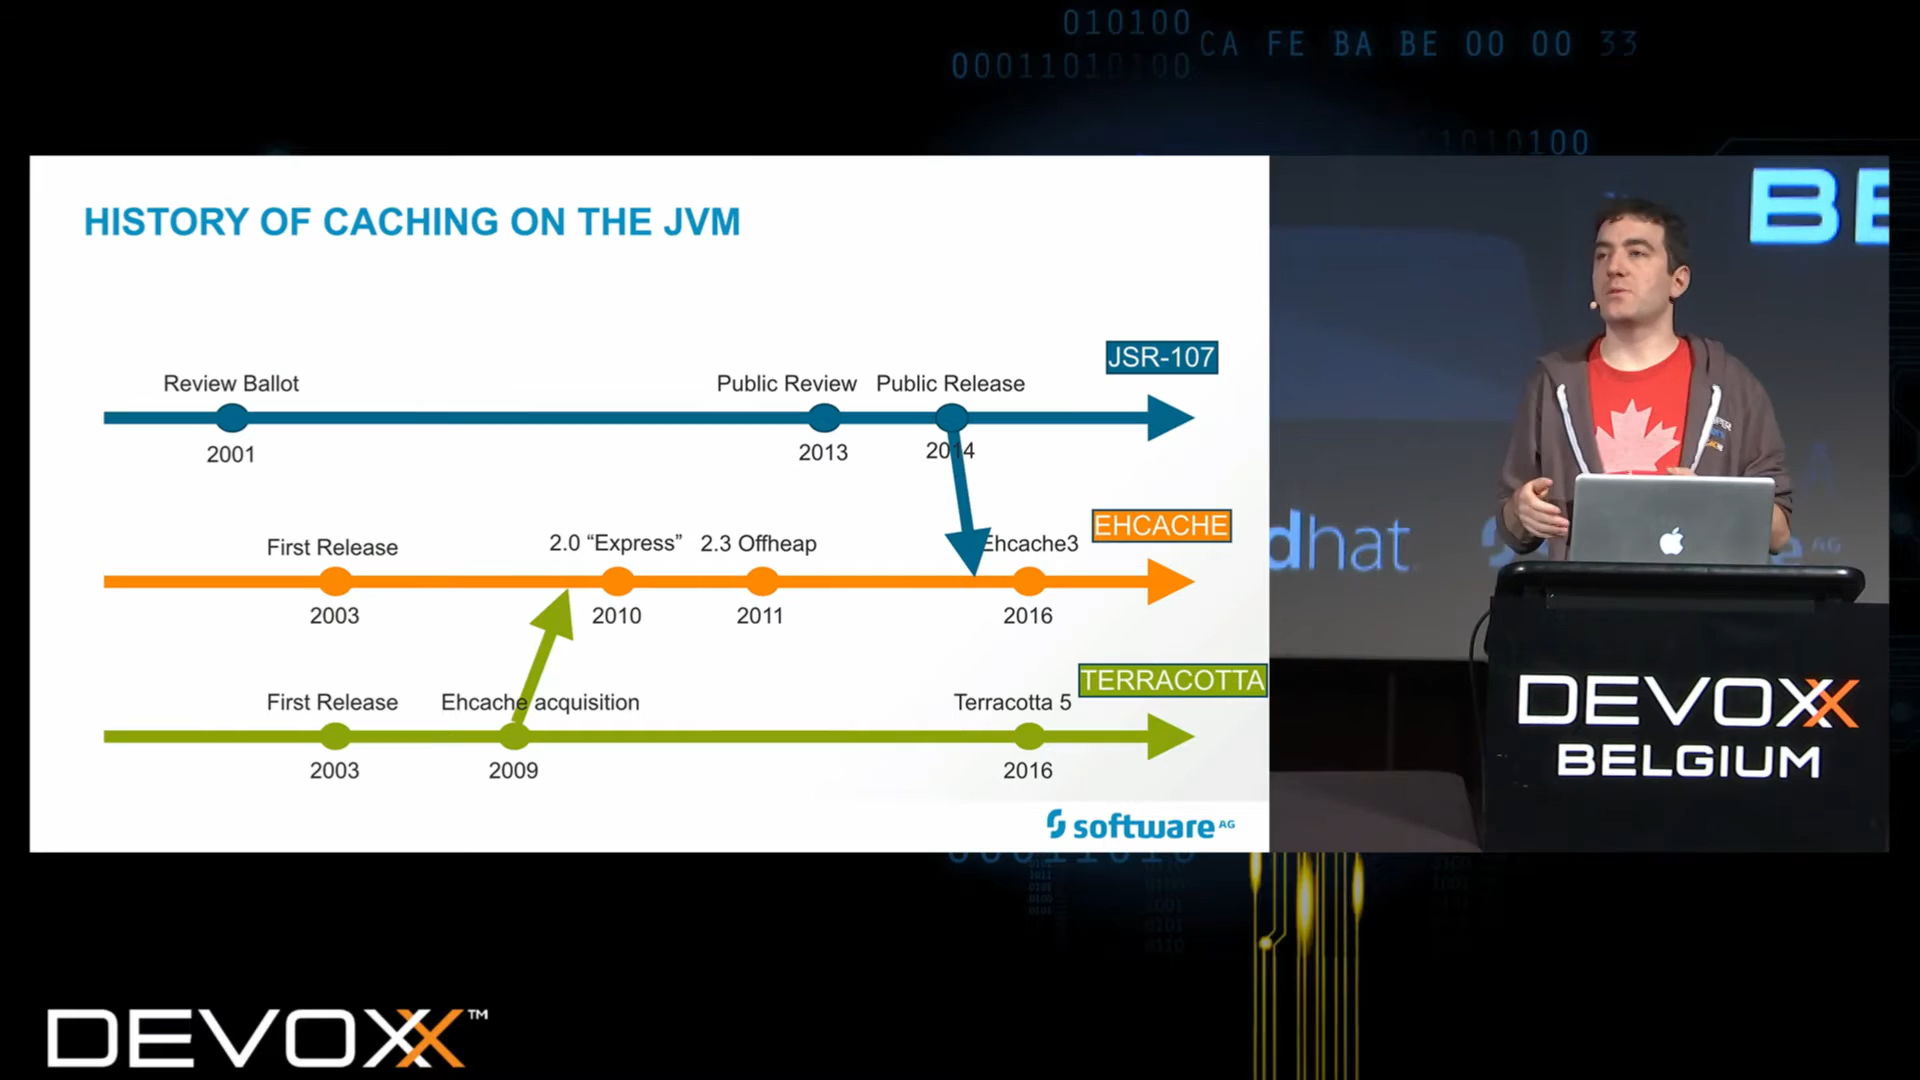 010100
CA FE BA BE 00 00 33
00011010100
1010100
HISTORY OF CACHING ON THE JVM
JSR-107
Review Ballot
Public Review
Public Release
2001
2013
2014
EHCACHE
First Release
2.0 “Express”
2.3 Offheap
Ehcache3
2003
2010
2011
2016
TERRACOTTA
First Release
Ehcache acquisition
Terracotta 5
2003
2009
2016
software AG
BE
dhat
AG
DEVOXX
BELGIUM
DEVOXX™